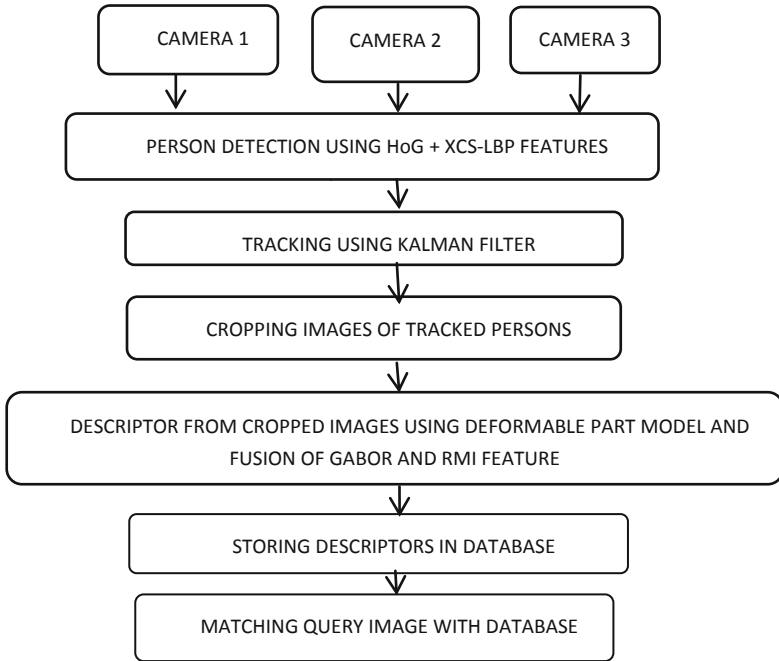 CAMERA 1
CAMERA 2
CAMERA 3
PERSON DETECTION USING HoG + XCS-LBP FEATURES
TRACKING USING KALMAN FILTER
CROPPING IMAGES OF TRACKED PERSONS
DESCRIPTOR FROM CROPPED IMAGES USING DEFORMABLE PART MODEL AND
FUSION OF GABOR AND RMI FEATURE
STORING DESCRIPTORS IN DATABASE
MATCHING QUERY IMAGE WITH DATABASE